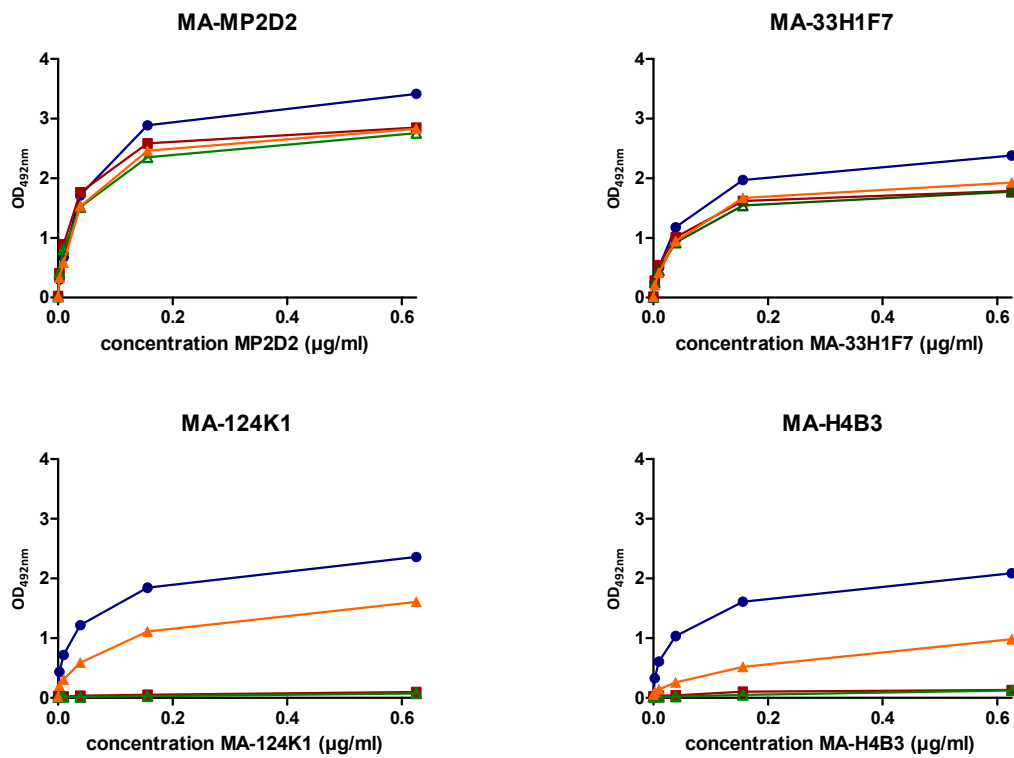 MA-MP2D2
4
3
2
1
0
OD492nm
0.0 0.2 0.4 0.6
concentration MP2D2 (µg/ml)
MA-33H1F7
4
3
2
1
0
OD492nm
0.0 0.2 0.4 0.6
concentration MA-33H1F7 (µg/ml)
MA-124K1
4
3
2
1
0
OD492nm
0.0 0.2 0.4 0.6
concentration MA-124K1 (µg/ml)
MA-H4B3
4
3
2
1
0
OD492nm
0.0 0.2 0.4 0.6
concentration MA-H4B3 (µg/ml)